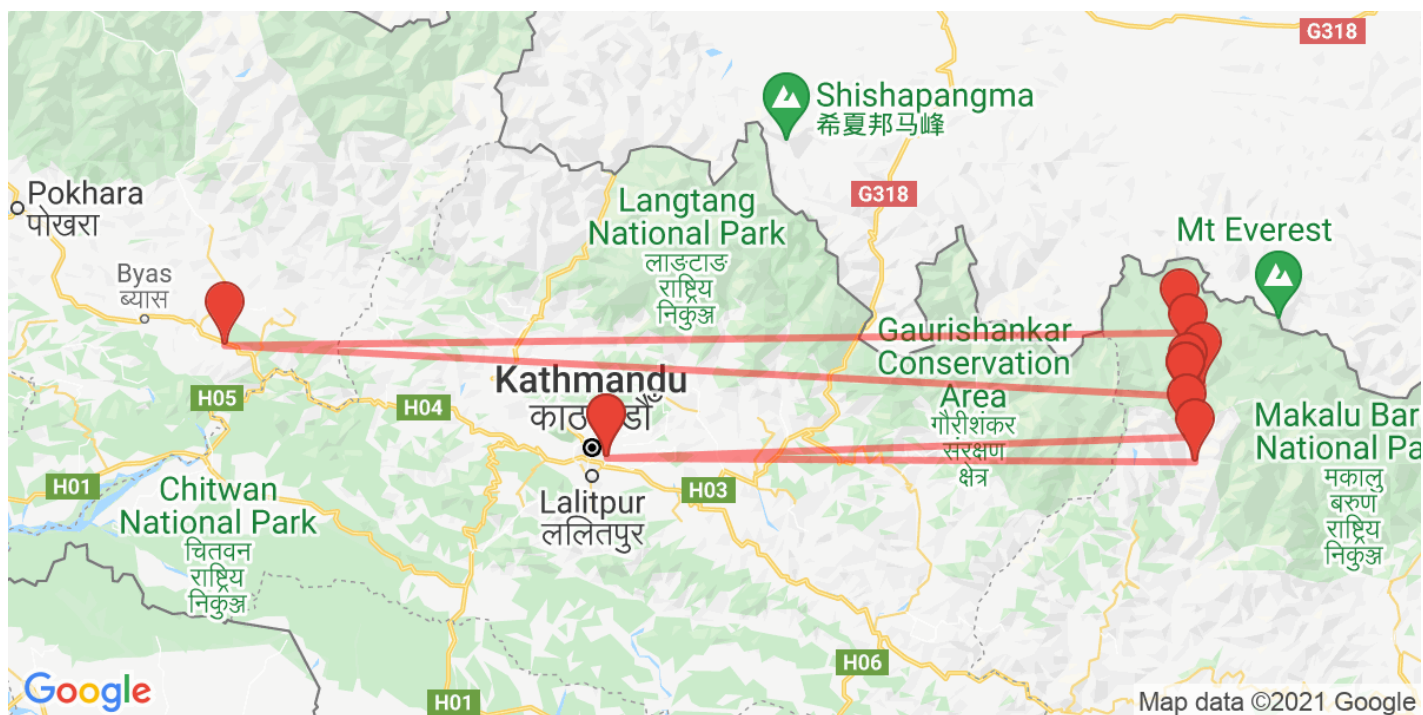 G318
Shishapangma
希夏邦马峰
Pokhara
पोखरा
Langtang
National Park
लाङटाङ
राष्ट्रिय
निकुञ्ज
G318
Mt Everest
Byas
ब्यास
Gaurishankar
Conservation
Area
गौरीशंकर
संरक्षण
क्षेत्र
Kathmandu
H05
H04
Makalu Bar
National Pa
मकालु
बरुण
राष्ट्रिय
निकुञ्ज
H01
Chitwan
National Park
चितवन
राष्ट्रिय
निकुञ्ज
Lalitpur
ललितपुर
H03
H06
H01
Google
Map data ©2021 Google